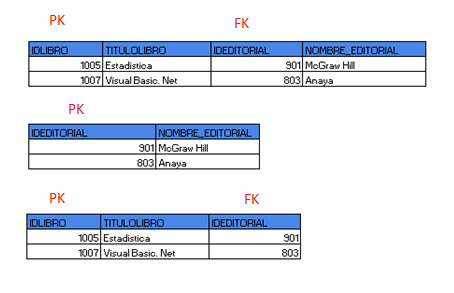 PK FK
IDLIBRO TITULOLIBRO IDEDITORIAL NOMBRE_EDITORIAL
1005 Estadistica 901 McGraw Hill
1007 Visual Basic. Net 803 Anaya
PK
IDEDITORIAL NOMBRE_EDITORIAL
901 McGraw Hill
803 Anaya
PK FK
IDLIBRO TITULOLIBRO IDEDITORIAL
1005 Estadistica 901
1007 Visual Basic. Net 803